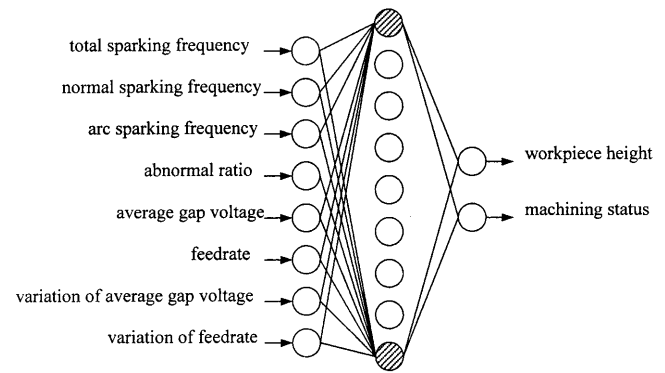 total sparking frequency
normal sparking frequency
arc sparking frequency
abnormal ratio
average gap voltage
feedrate
variation of average gap voltage
variation of feedrate
workpiece height
machining status